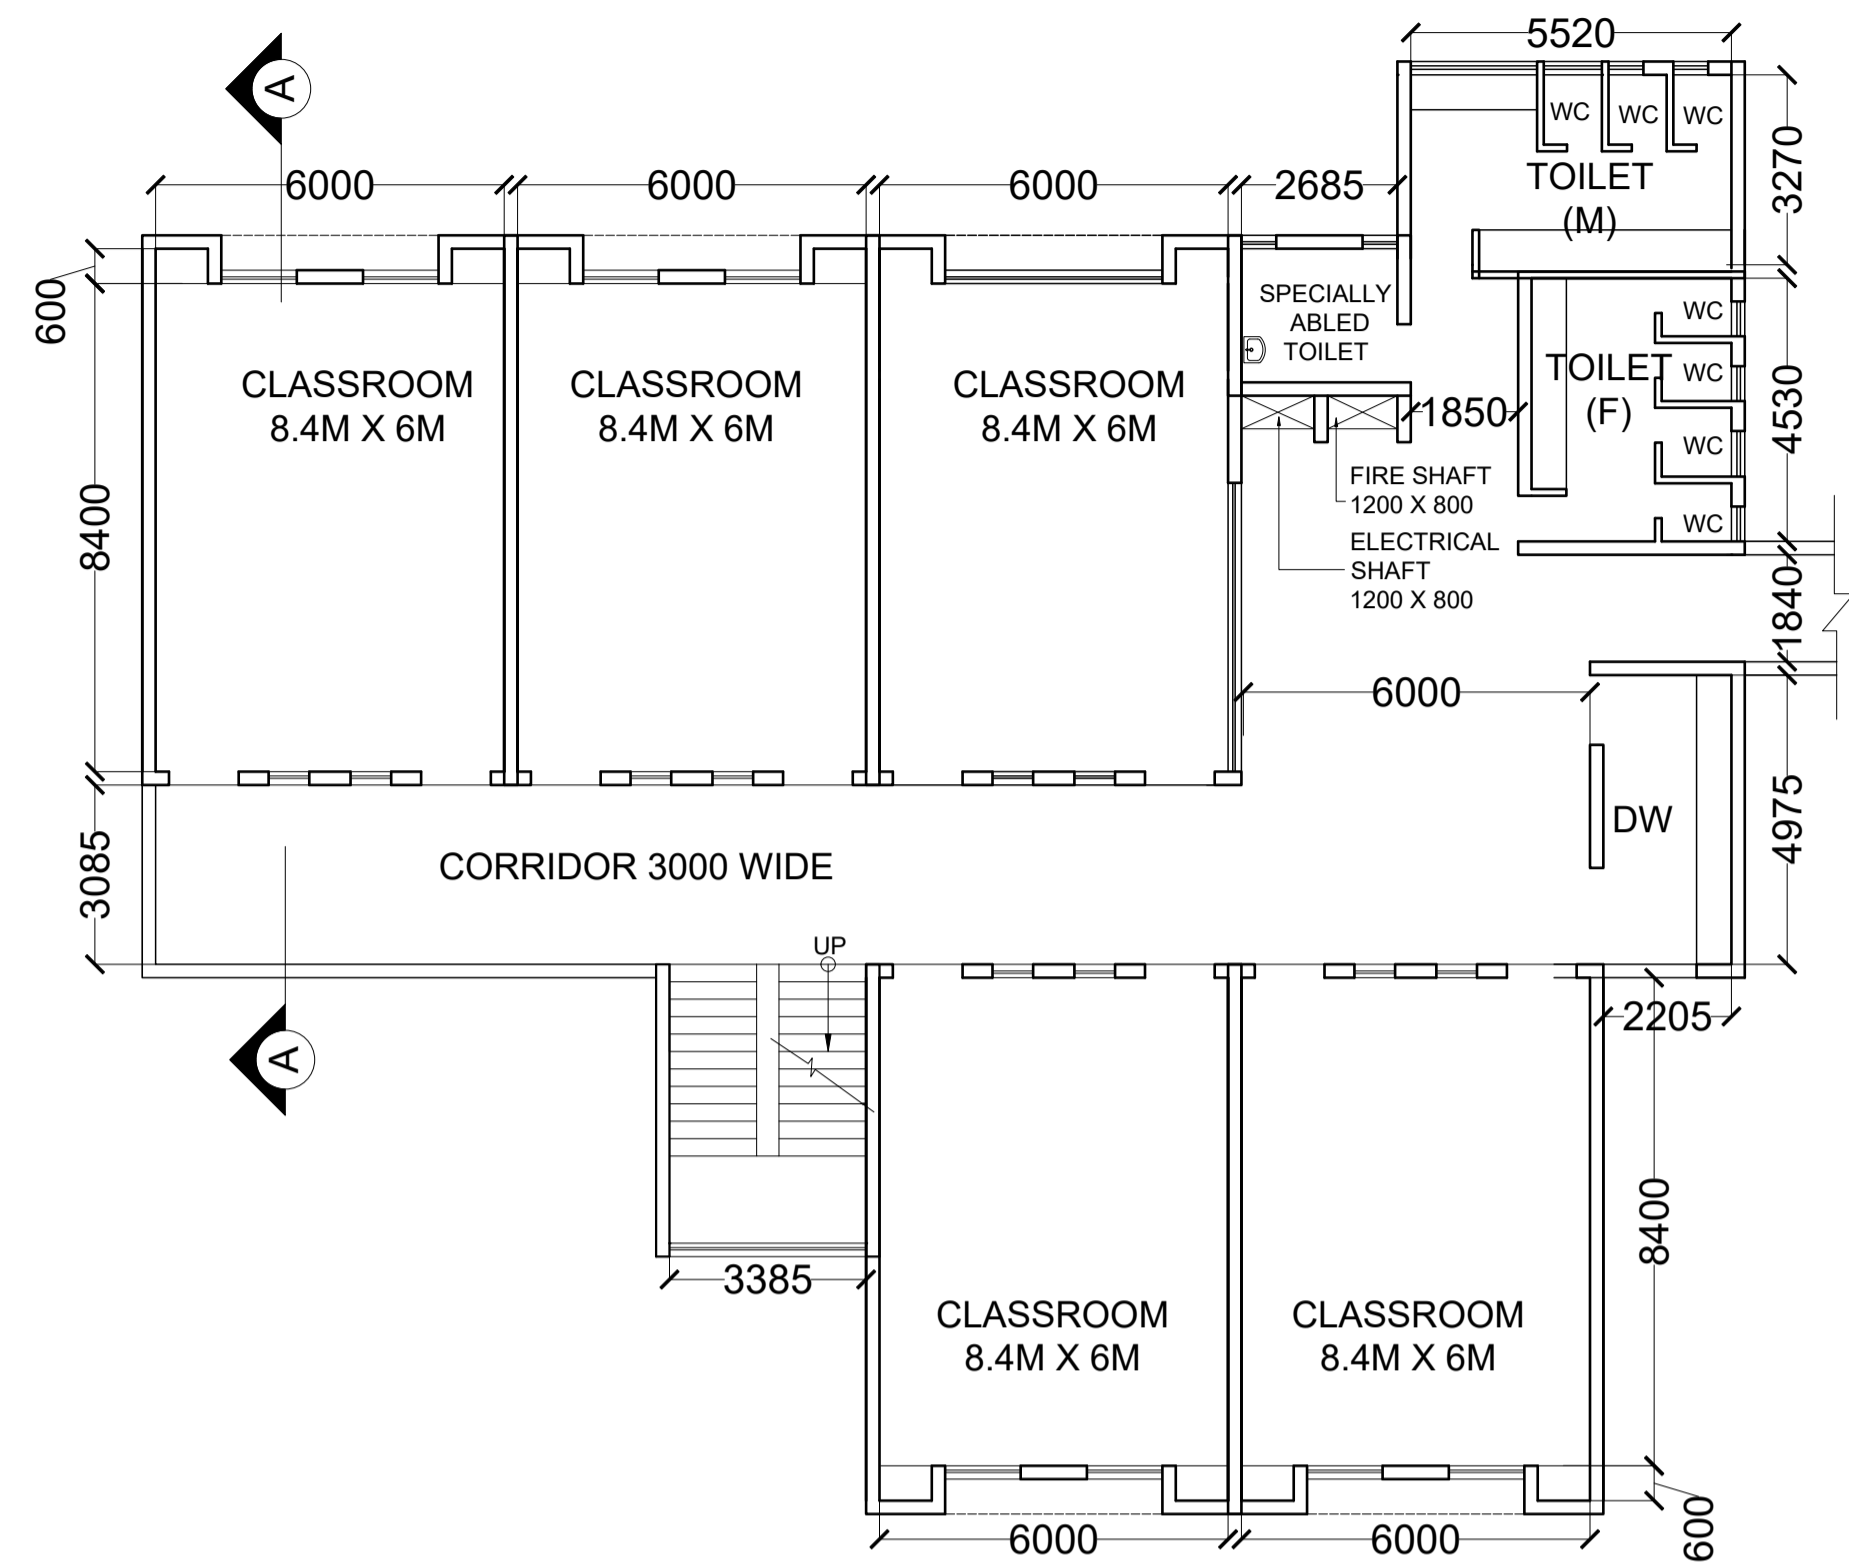 5520
A
WC
WC
WC
3270
TOILET
(M)
6000
6000
6000
2685
600
SPECIALLY
ABLED
TOILET
WC
WC
WC
WC
TOILET
(F)
4530
1850
CLASSROOM
8.4M X 6M
CLASSROOM
8.4M X 6M
CLASSROOM
8.4M X 6M
FIRE SHAFT
1200 X 800
ELECTRICAL
SHAFT
1200 X 800
8400
1840
6000
DW
4975
3085
CORRIDOR 3000 WIDE
UP
2205
A
8400
3385
CLASSROOM
8.4M X 6M
CLASSROOM
8.4M X 6M
600
6000
6000